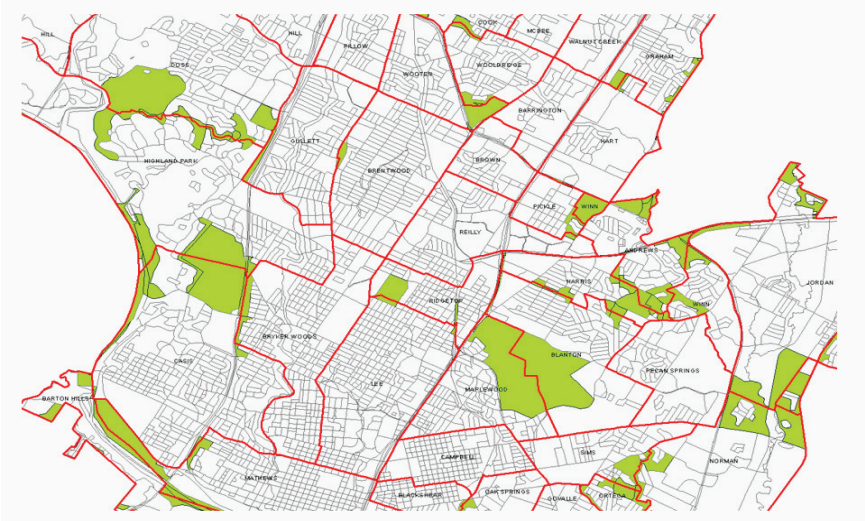 COOK
MCBEE
HILL
HILL
PILLOW
WALNUT CREEK
GRAHAM
DOSS
WOOLDRIDGE
WOOTEN
BARRINGTON
GULLETT
HART
HIGHLAND PARK
BROWN
BRENTWOOD
PICKLE
WINN
REILLY
ANDREWS
HARRIS
JORDAN
RIDGETOP
WINN
BRYKER WOODS
BLANTON
CASIS
PECAN SPRINGS
LEE
MAPLEWOOD
BARTON HILLS
SIMS
CAMPBELL
NORMAN
MATHEWS
BLACKSHEAR
OAK SPRINGS
GOVALLE
ORTEGA